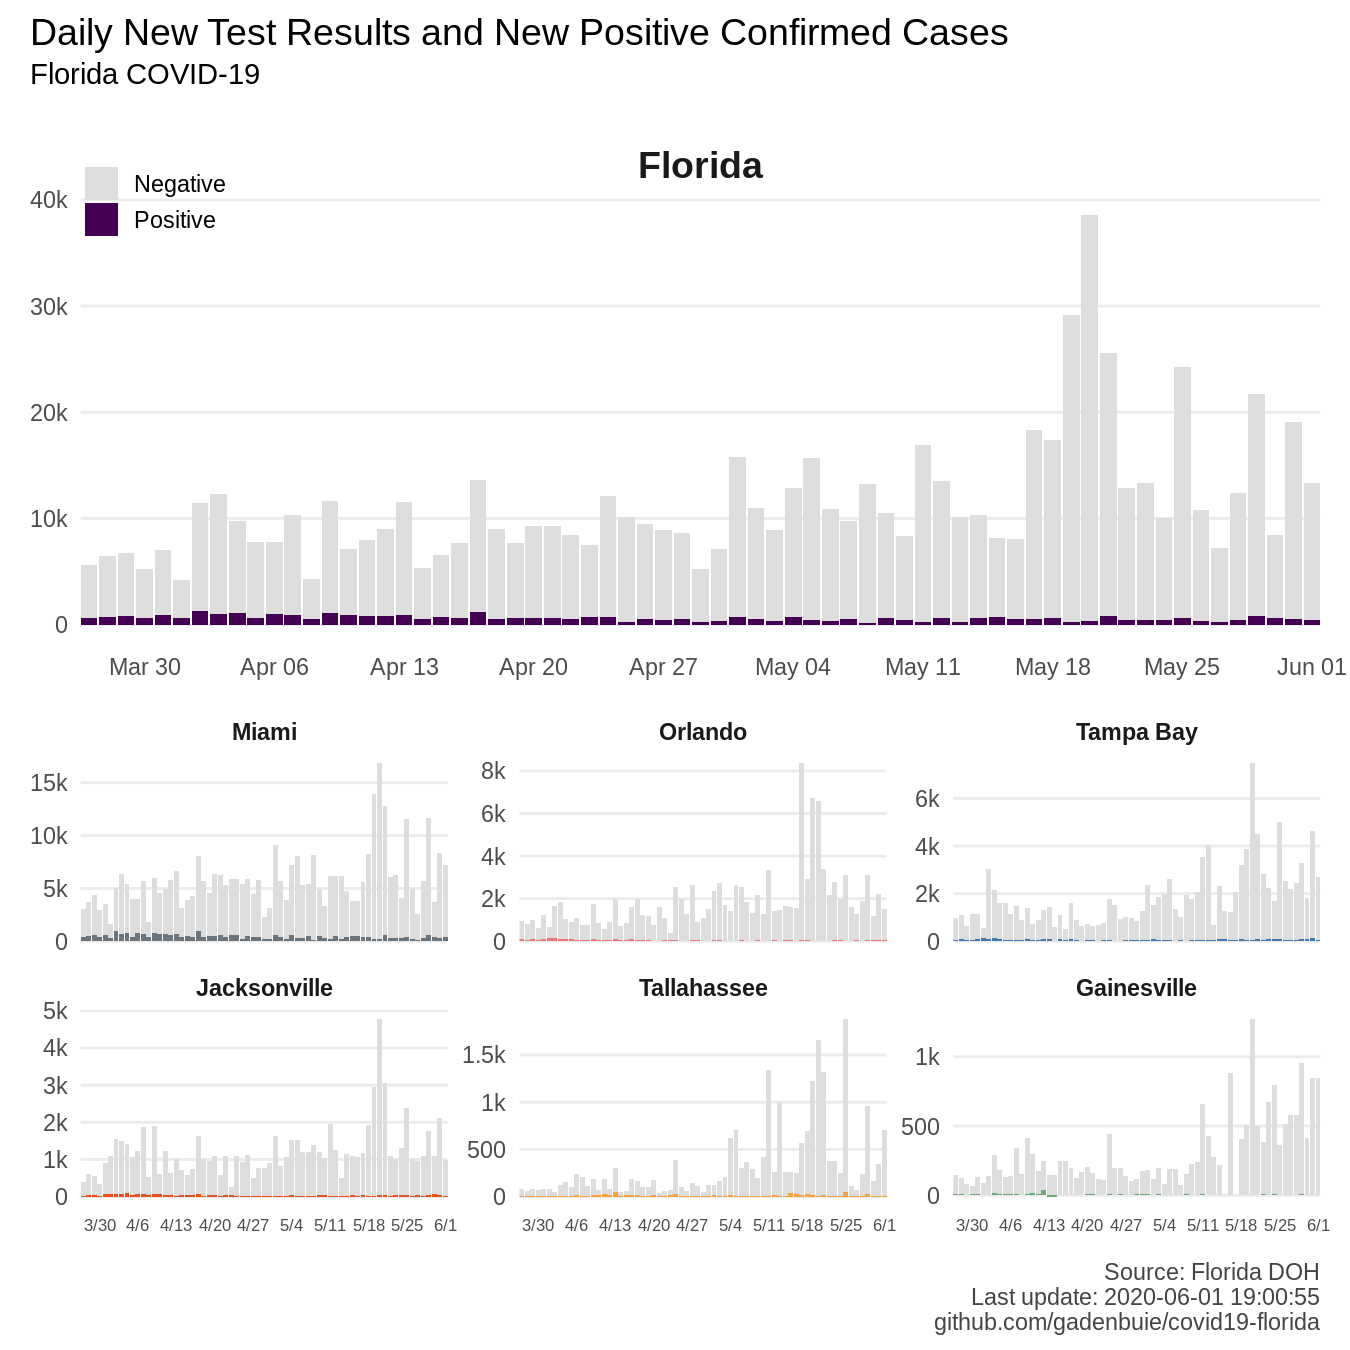 Daily New Test Results and New Positive Confirmed Cases
Florida COVID-19
Florida
Negative
Positive
40k
30k
20k
10k
0
Mar 30 Apr 06 Apr 13 Apr 20 Apr 27 May 04 May 11 May 18 May 25 Jun 01
Miami
15k
10k
5k
0
Orlando
8k
6k
4k
2k
0
Tampa Bay
6k
4k
2k
0
Jacksonville
5k
4k
3k
2k
1k
0
3/30 4/6 4/13 4/20 4/27 5/4 5/11 5/18 5/25 6/1
Tallahassee
1.5k
1k
500
0
3/30 4/6 4/13 4/20 4/27 5/4 5/11 5/18 5/25 6/1
Gainesville
1k
500
0
3/30 4/6 4/13 4/20 4/27 5/4 5/11 5/18 5/25 6/1
Source: Florida DOH
Last update: 2020-06-01 19:00:55
github.com/gadenbuie/covid19-florida